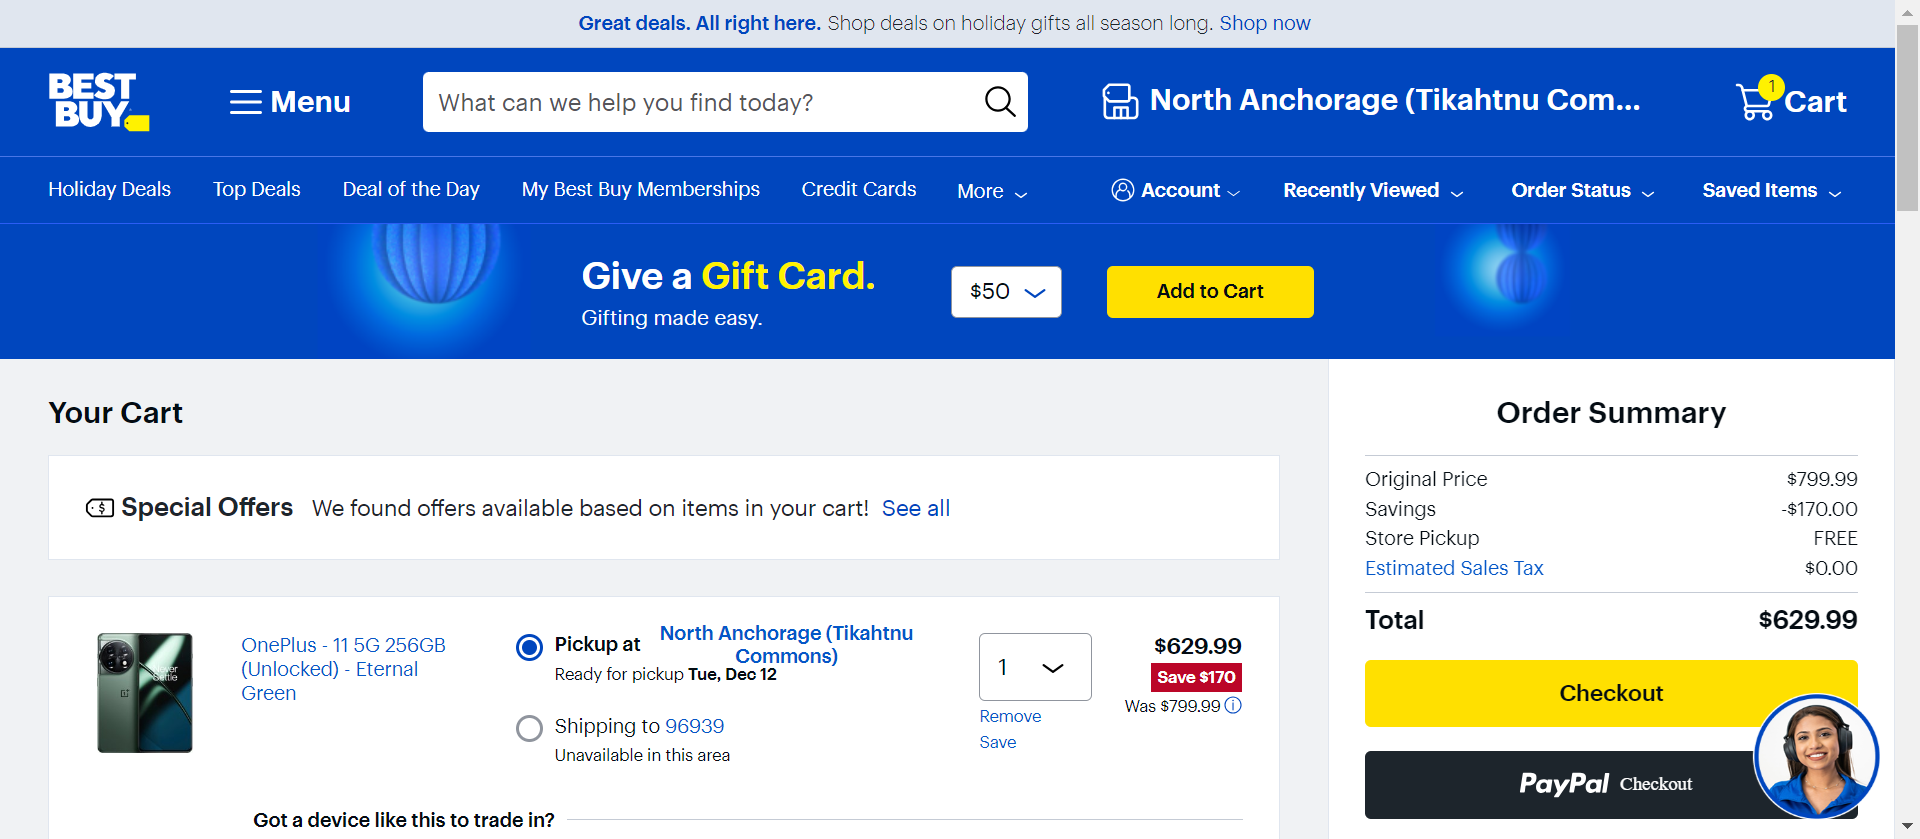 Great deals. All right here. Shop deals on holiday gifts all season long. Shop now
BEST
BUY
Menu
What can we help you find today?
North Anchorage (Tikahtnu Com...
1
Cart
Holiday Deals
Top Deals
Deal of the Day
My Best Buy Memberships
Credit Cards
More
Account
Recently Viewed
Order Status
Saved Items
Give a Gift Card.
Gifting made easy.
$50
Add to Cart
Your Cart
Special Offers We found offers available based on items in your cart! See all
OnePlus - 11 5G 256GB
(Unlocked) - Eternal
Green
Never
Settle
Pickup at North Anchorage (Tikahtnu
Commons)
Ready for pickup Tue, Dec 12
Shipping to 96939
Unavailable in this area
1
Remove
Save
$629.99
Save $170
Was $799.99
Got a device like this to trade in?
Order Summary
Original Price $799.99
Savings -$170.00
Store Pickup FREE
Estimated Sales Tax $0.00
Total $629.99
Checkout
PayPal Checkout